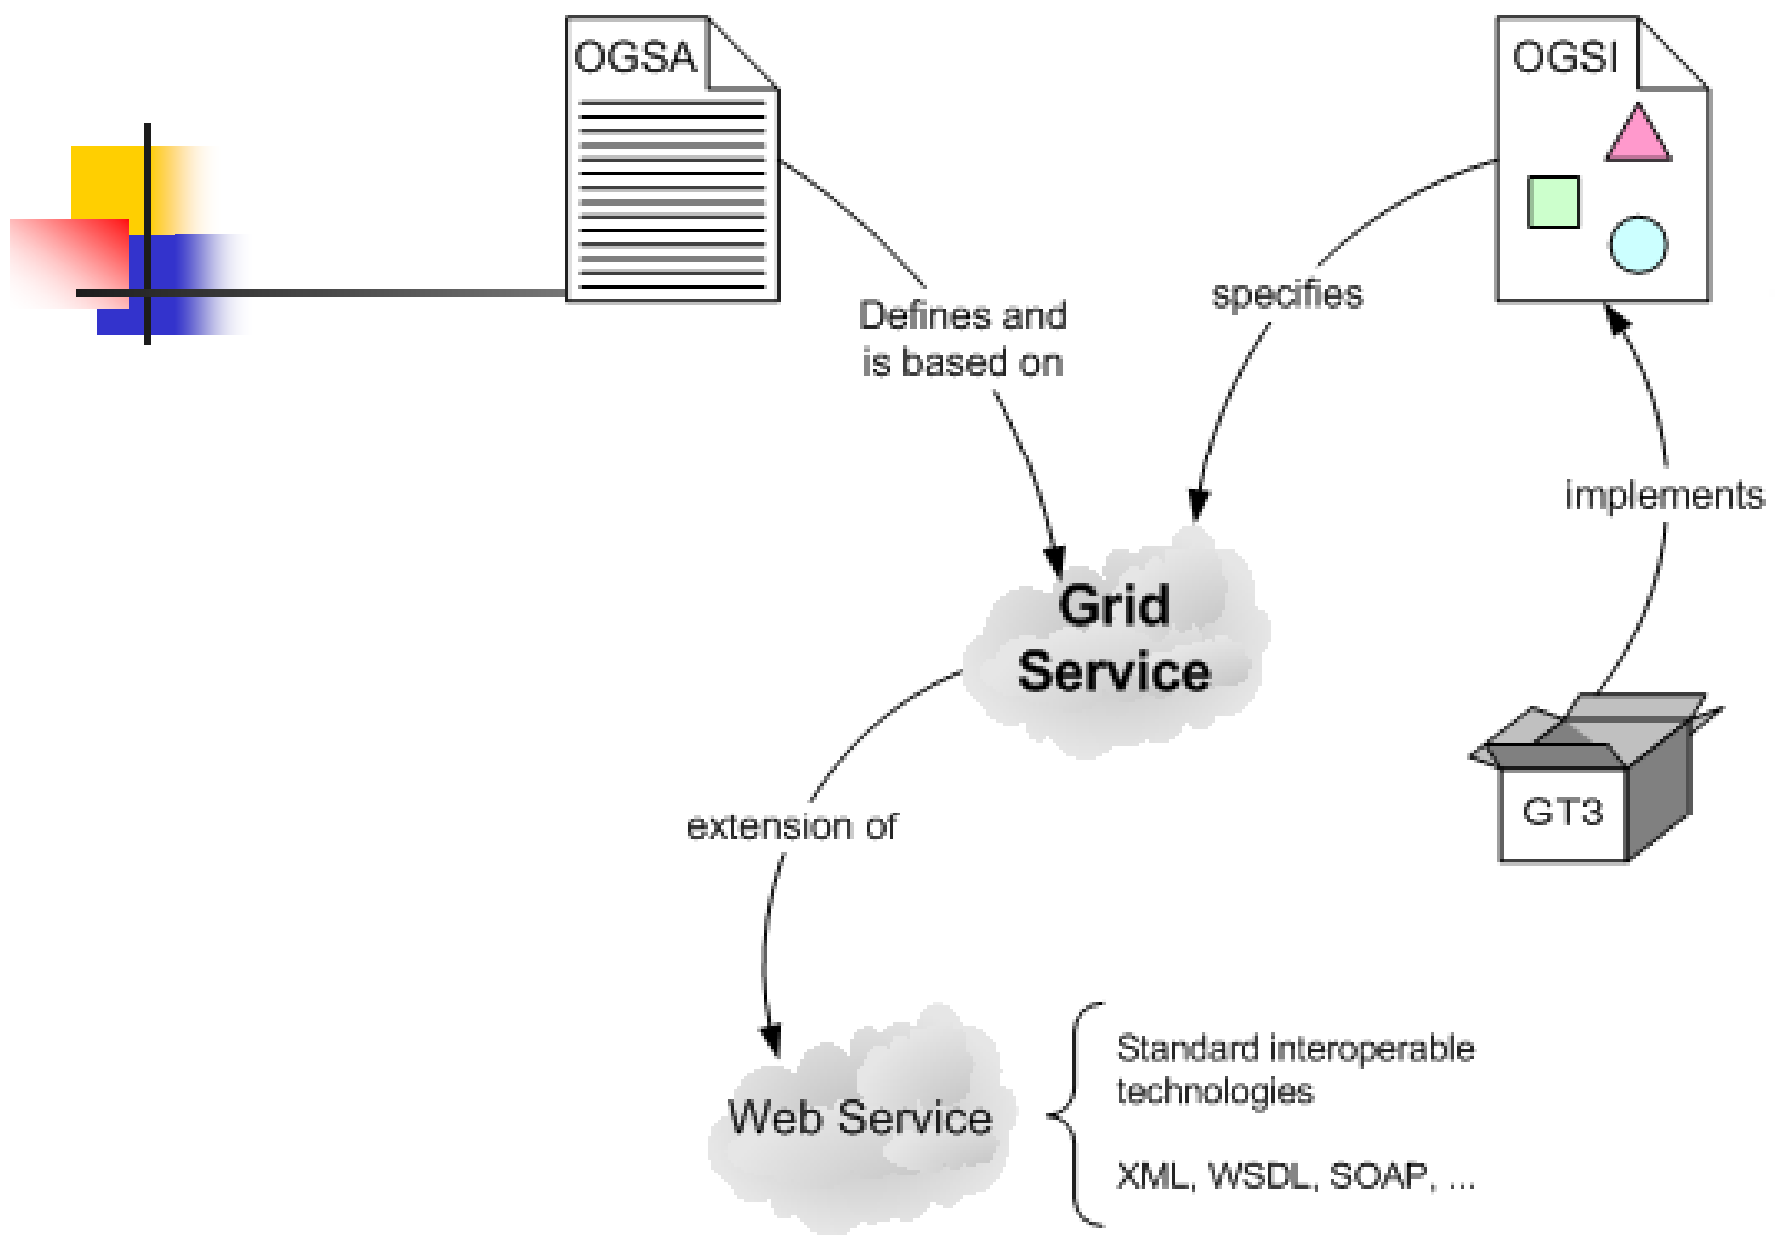 OGSA
OGSI
Defines and
is based on
specifies
implements
Grid
Service
GT3
extension of
Web Service
Standard interoperable
technologies
XML, WSDL, SOAP, ...